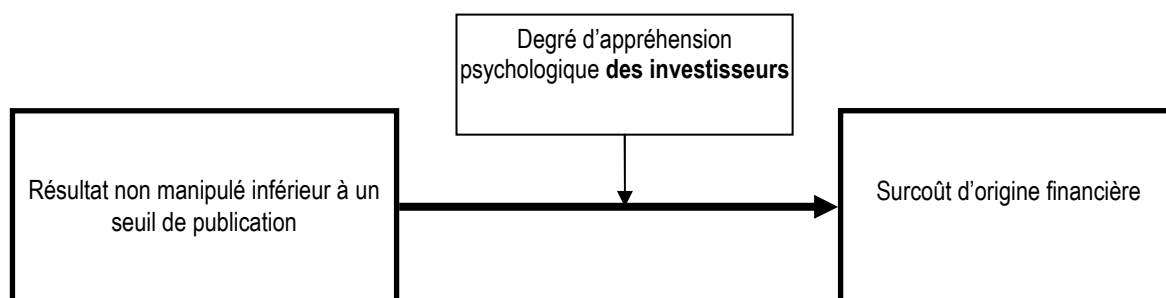 Degré d'appréhension
psychologique des investisseurs
Résultat non manipulé inférieur à un
seuil de publication
Surcoût d'origine financière